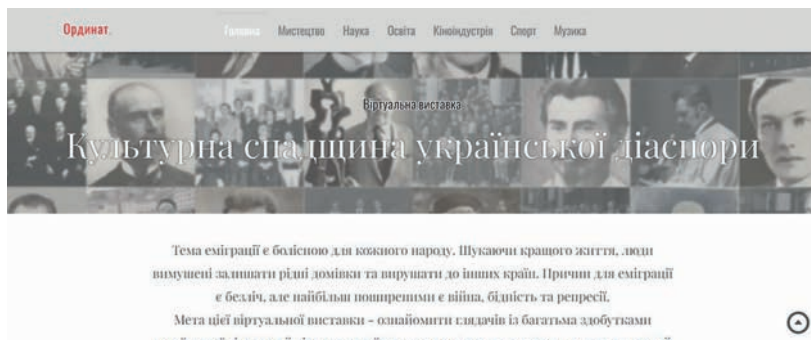 Ординат.
Головна Мистецтво Наука Освіта Кіноіндустрія Спорт Музика
Віртуальна виставка
Культурна спадщина української діаспори
Тема еміграції є болісною для кожного народу. Шукаючи кращого життя, люди
вимушені залишати рідні домівки та вирушати до інших країн. Причин для еміграції
є безліч, але найбільш поширеними є війна, бідність та репресії.
Мета цієї віртуальної виставки – ознайомити глядачів із багатьма здобутками